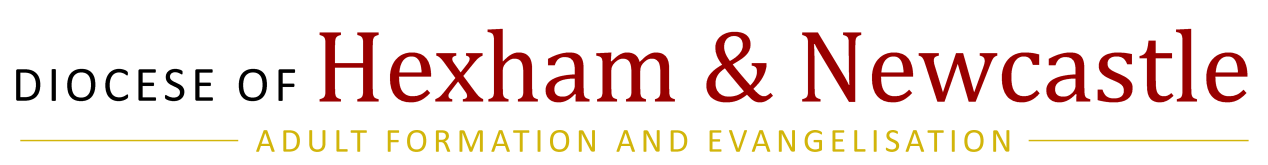 DIOCESE OF Hexham & Newcastle
ADULT FORMATION AND EVANGELISATION